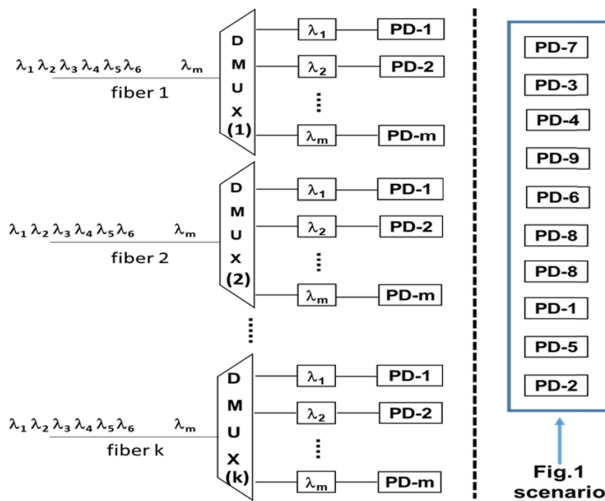 λ1 λ2 λ3 λ4 λ5 λ6 λm
fiber 1
D
M
U
X
(1)
λ1 PD-1
λ2 PD-2
λm PD-m
λ1 λ2 λ3 λ4 λ5 λ6 λm
fiber 2
D
M
U
X
(2)
λ1 PD-1
λ2 PD-2
λm PD-m
λ1 λ2 λ3 λ4 λ5 λ6 λm
fiber k
D
M
U
X
(k)
λ1 PD-1
λ2 PD-2
λm PD-m
PD-7
PD-3
PD-4
PD-9
PD-6
PD-8
PD-8
PD-1
PD-5
PD-2
Fig.1
scenario